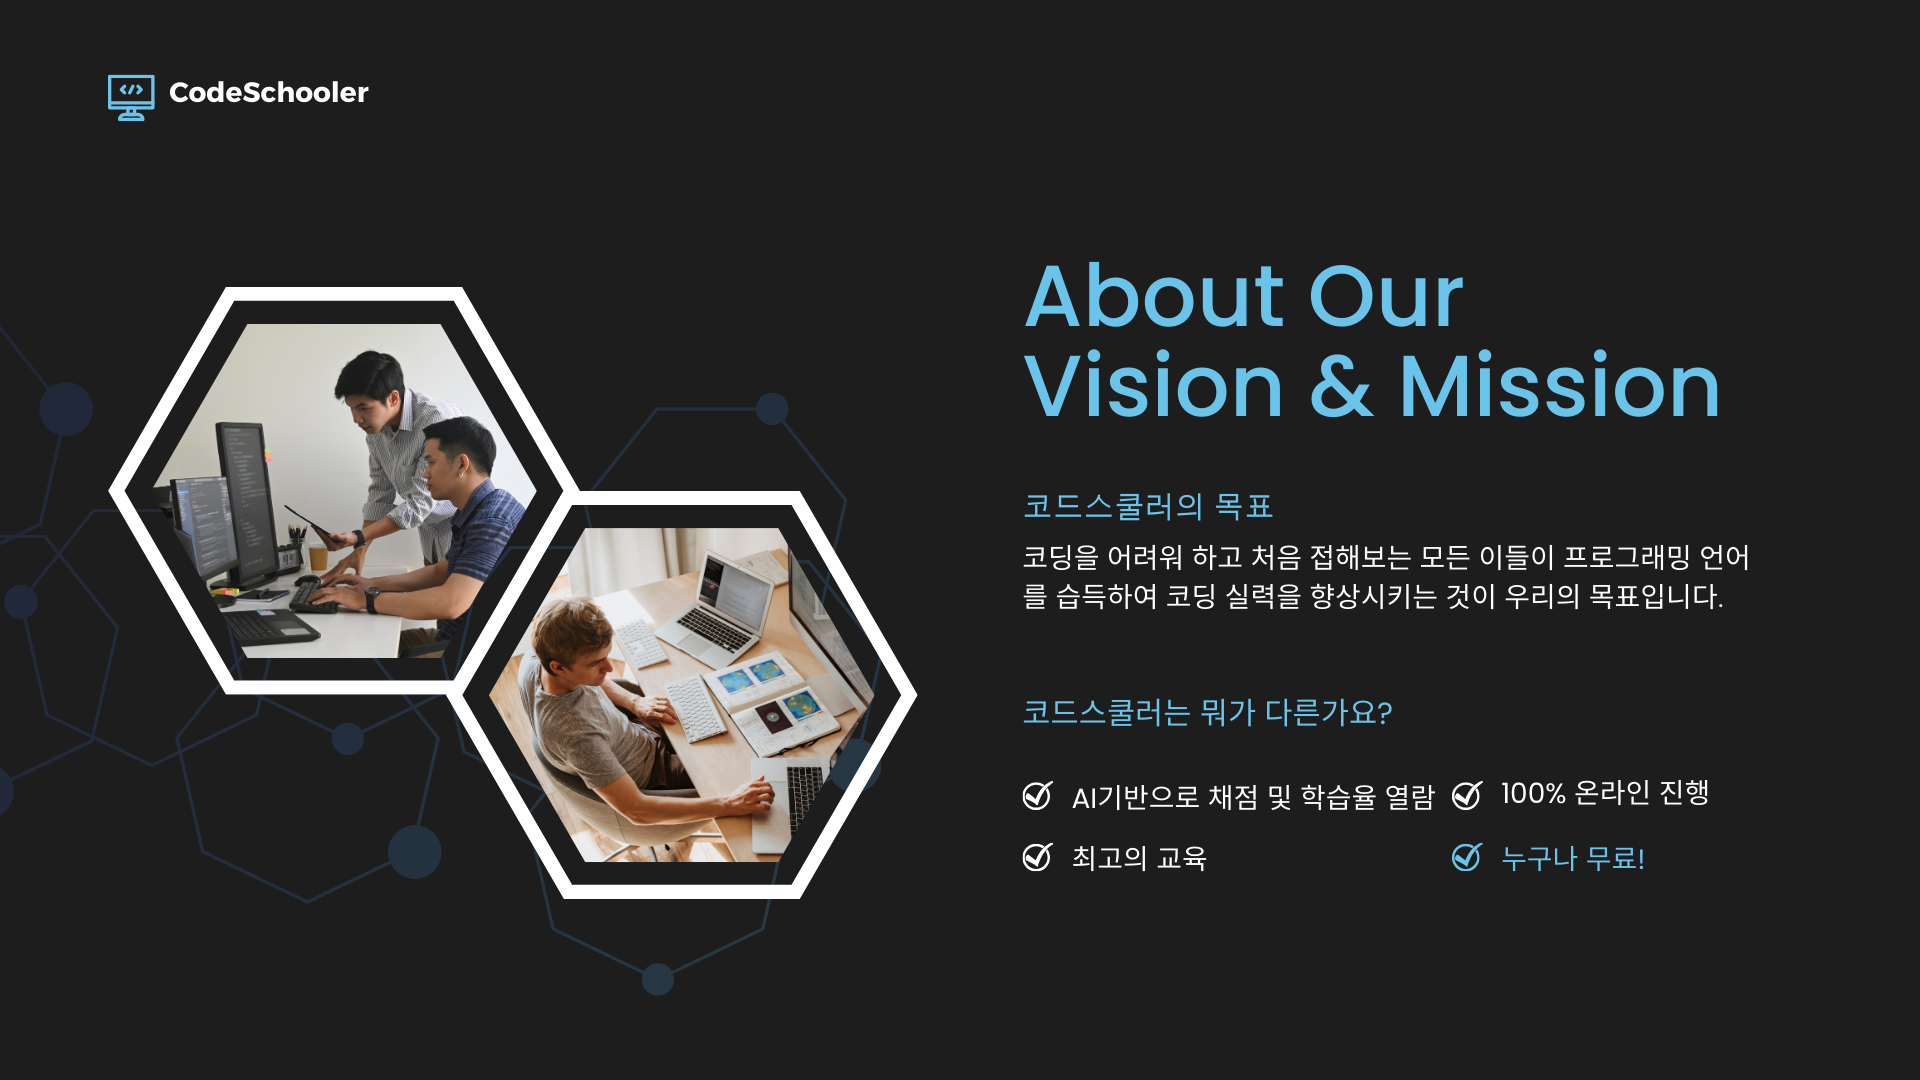 CodeSchooler
About Our
Vision & Mission
코드스쿨러의 목표
코딩을 어려워 하고 처음 접해보는 모든 이들이 프로그래밍 언어
를 습득하여 코딩 실력을 향상시키는 것이 우리의 목표입니다.
코드스쿨러는 뭐가 다른가요?
AI기반으로 채점 및 학습율 열람
100% 온라인 진행
최고의 교육
누구나 무료!